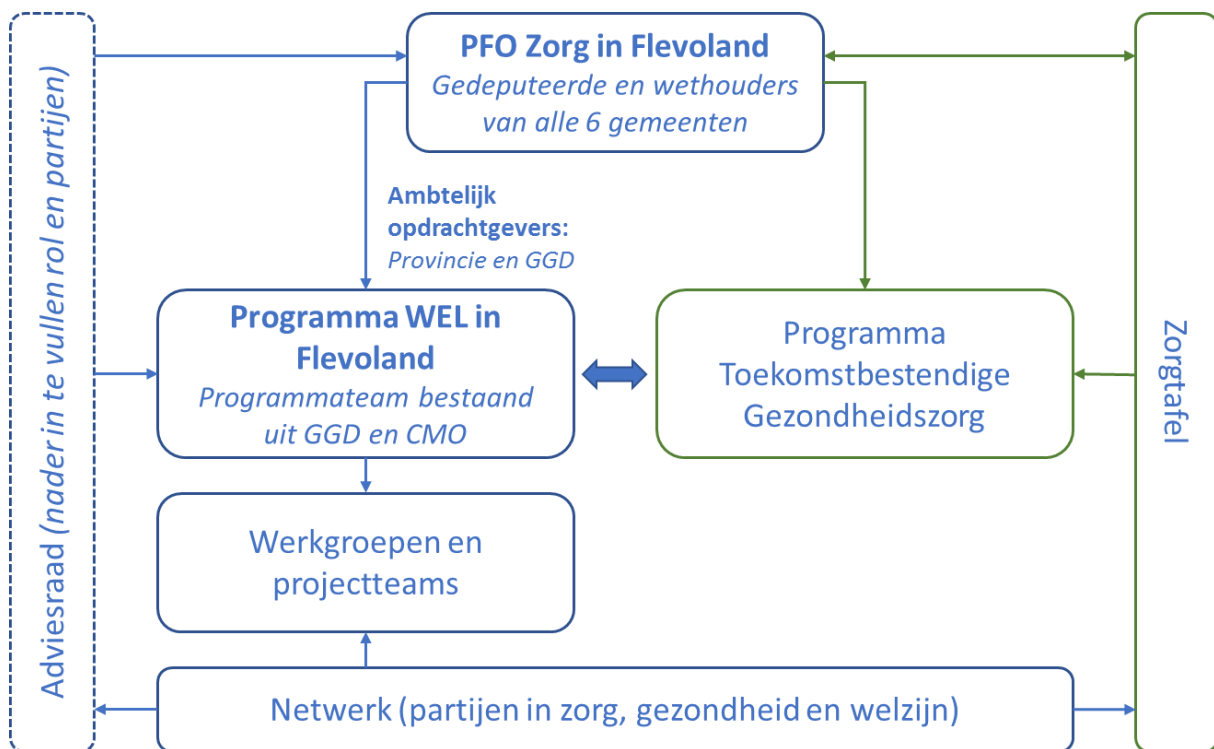 PFO Zorg in Flevoland
Gedeputeerde en wethouders
van alle 6 gemeenten
Ambtelijk
opdrachtgevers:
Provincie en GGD
Adviesraad (nader in te vullen rol en partijen)
Programma WEL in
Flevoland
Programmateam bestaand
uit GGD en CMO
Programma
Toekomstbestendige
Gezondheidszorg
Zorgtafel
Werkgroepen en
projectteams
Netwerk (partijen in zorg, gezondheid en welzijn)